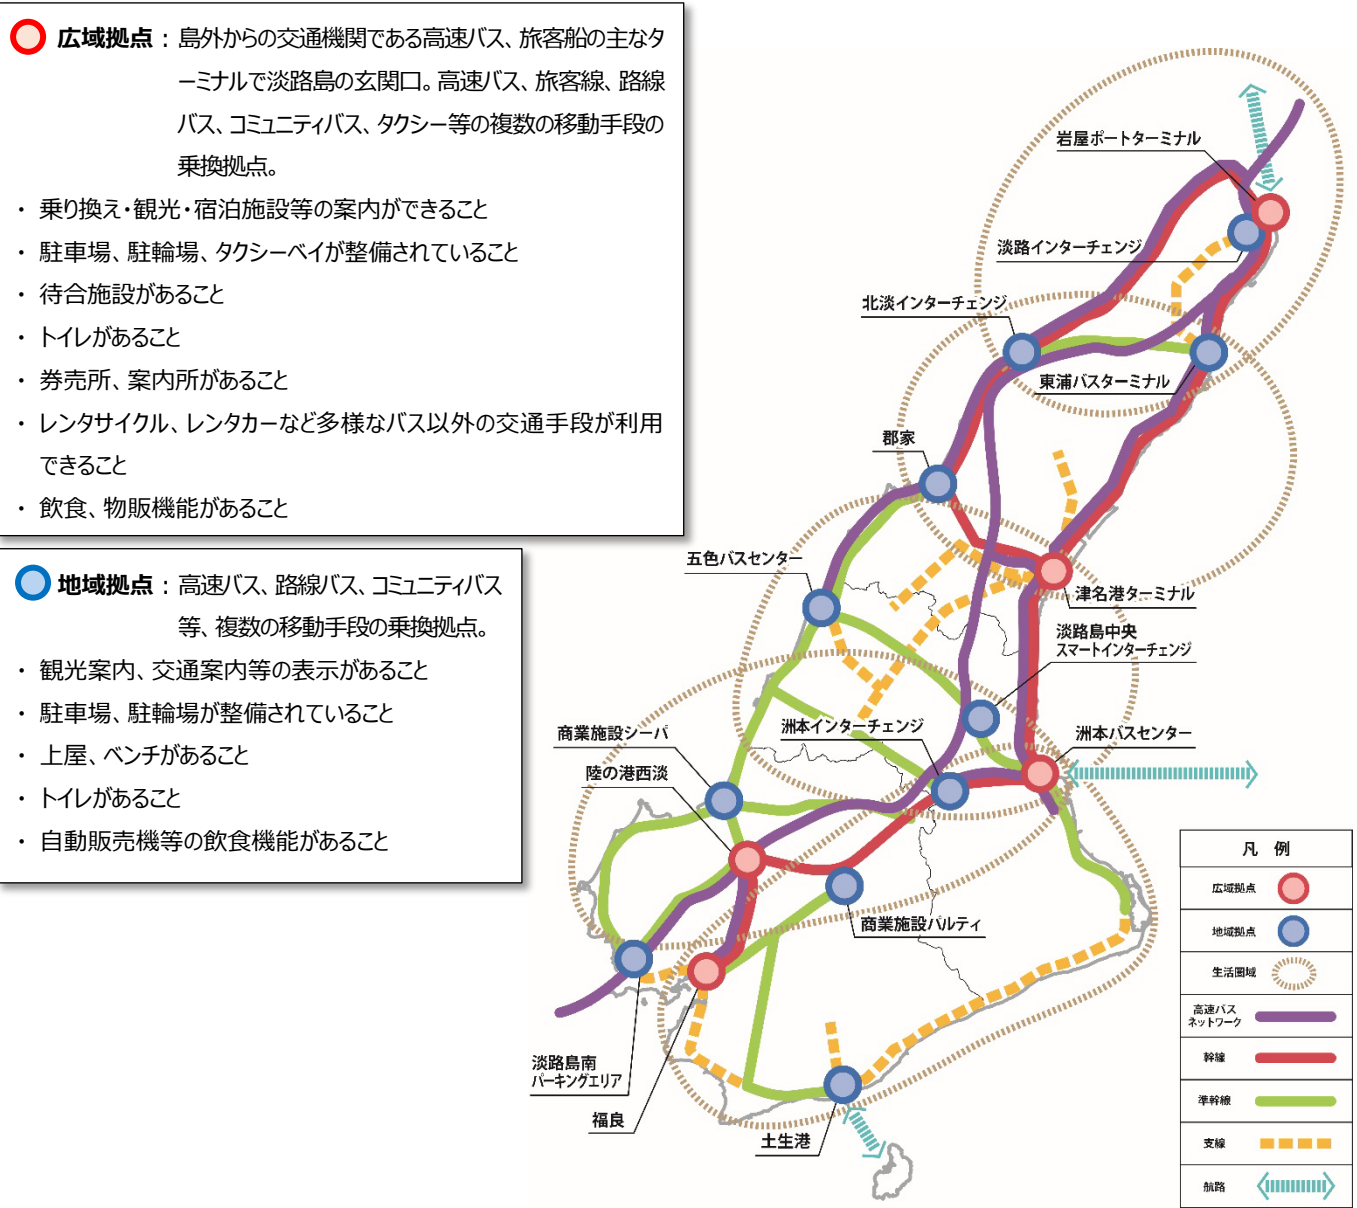 広域拠点：島外からの交通機関である高速バス、旅客船の主なタ
ーミナルで淡路島の玄関口。高速バス、旅客線、路線
バス、コミュニティバス、タクシー等の複数の移動手段の
乗換拠点。
・ 乗り換え・観光・宿泊施設等の案内ができること
・ 駐車場、駐輪場、タクシーベイが整備されていること
・ 待合施設があること
・ トイレがあること
・ 券売所、案内所があること
・ レンタサイクル、レンタカーなど多様なバス以外の交通手段が利用
できること
・ 飲食、物販機能があること
地域拠点：高速バス、路線バス、コミュニティバス
等、複数の移動手段の乗換拠点。
・ 観光案内、交通案内等の表示があること
・ 駐車場、駐輪場が整備されていること
・ 上屋、ベンチがあること
・ トイレがあること
・ 自動販売機等の飲食機能があること
岩屋ポートターミナル
淡路インターチェンジ
北淡インターチェンジ
東浦バスターミナル
郡家
五色バスセンター
津名港ターミナル
淡路島中央
スマートインターチェンジ
洲本インターチェンジ
洲本バスセンター
商業施設シーパ
陸の港西淡
商業施設パルティ
淡路島南
パーキングエリア
福良
土生港
凡 例
広域拠点
地域拠点
生活圏域
高速バス
ネットワーク
幹線
準幹線
支線
航路